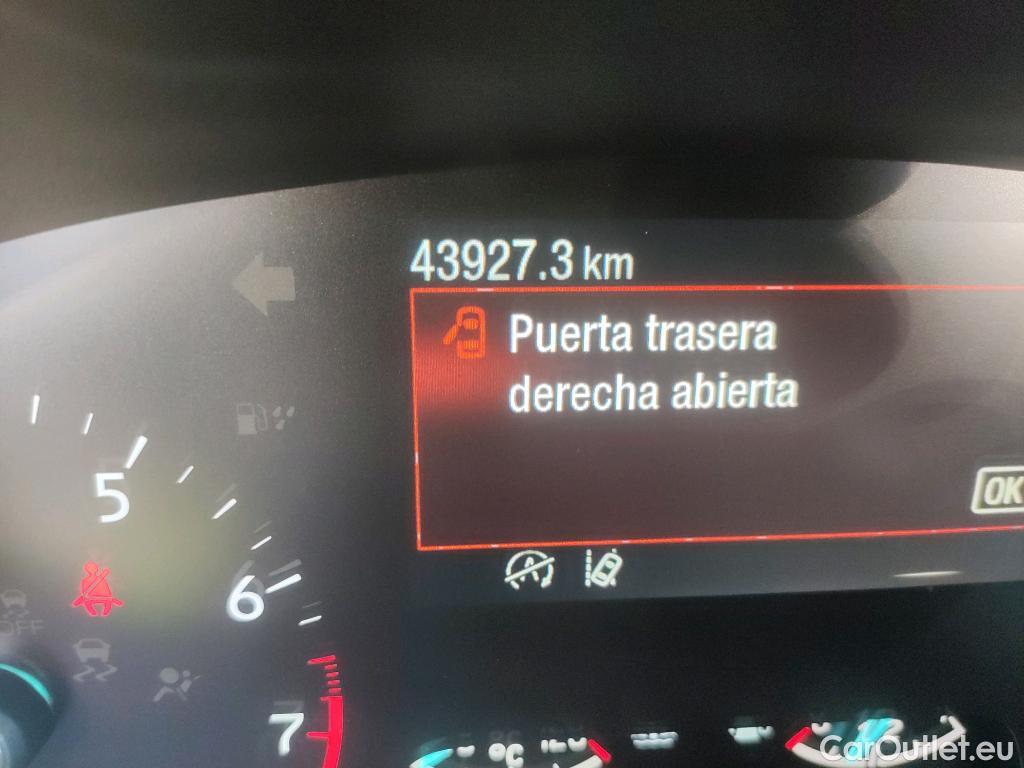 43927.3 km
Puerta trasera
derecha abierta
OK
5
6
OFF
7
°C
CarOutlet.eu